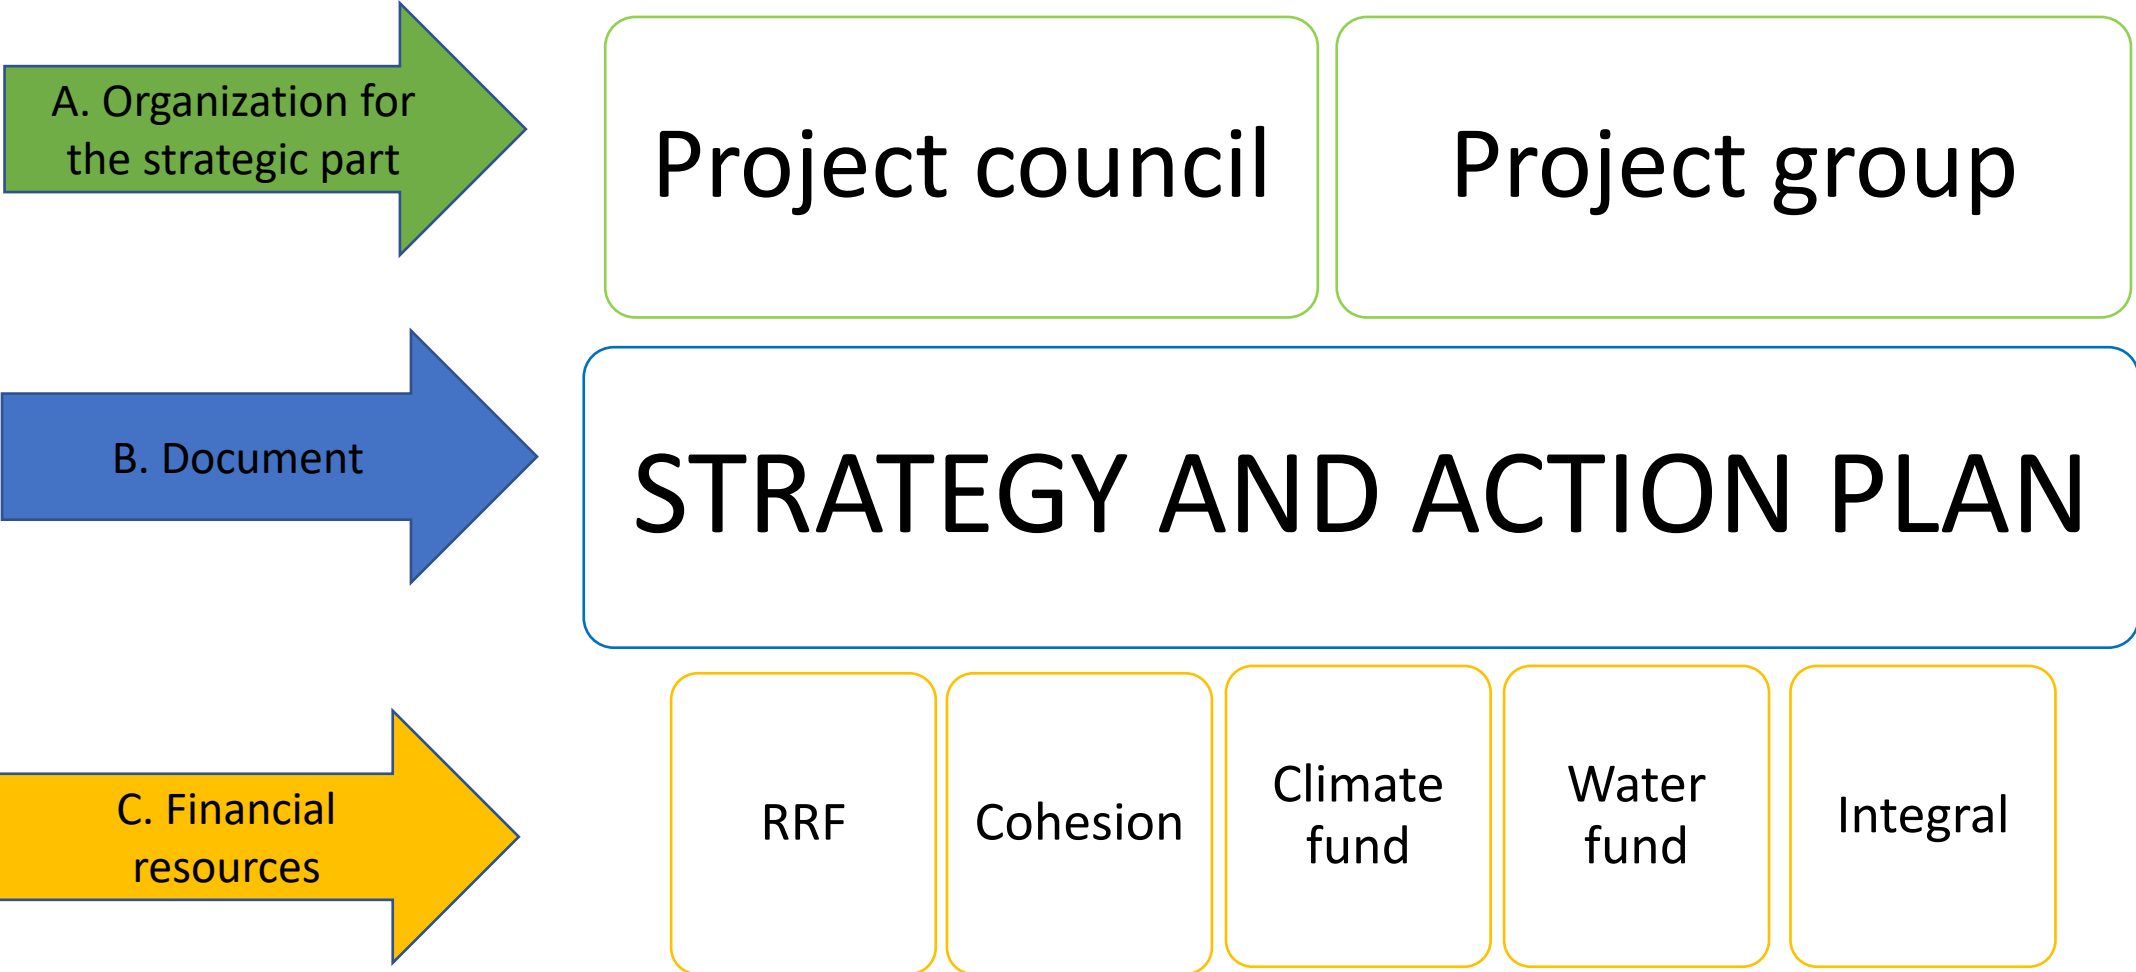 A. Organization for
the strategic part
Project council
Project group
B. Document
STRATEGY AND ACTION PLAN
C. Financial
resources
RRF
Cohesion
Climate
fund
Water
fund
Integral